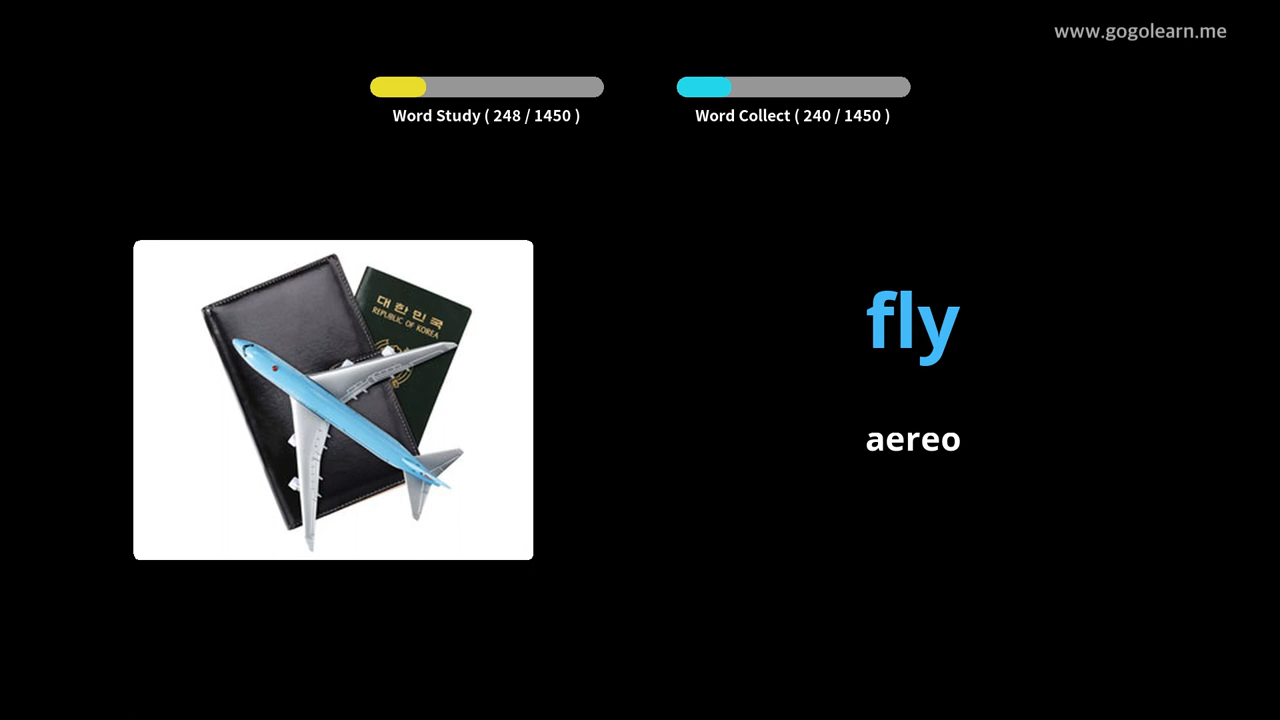 www.gogolearn.me
Word Study ( 248 / 1450 )
Word Collect ( 240 / 1450 )
대한민국
REPUBLIC OF KOREA
fly
aereo